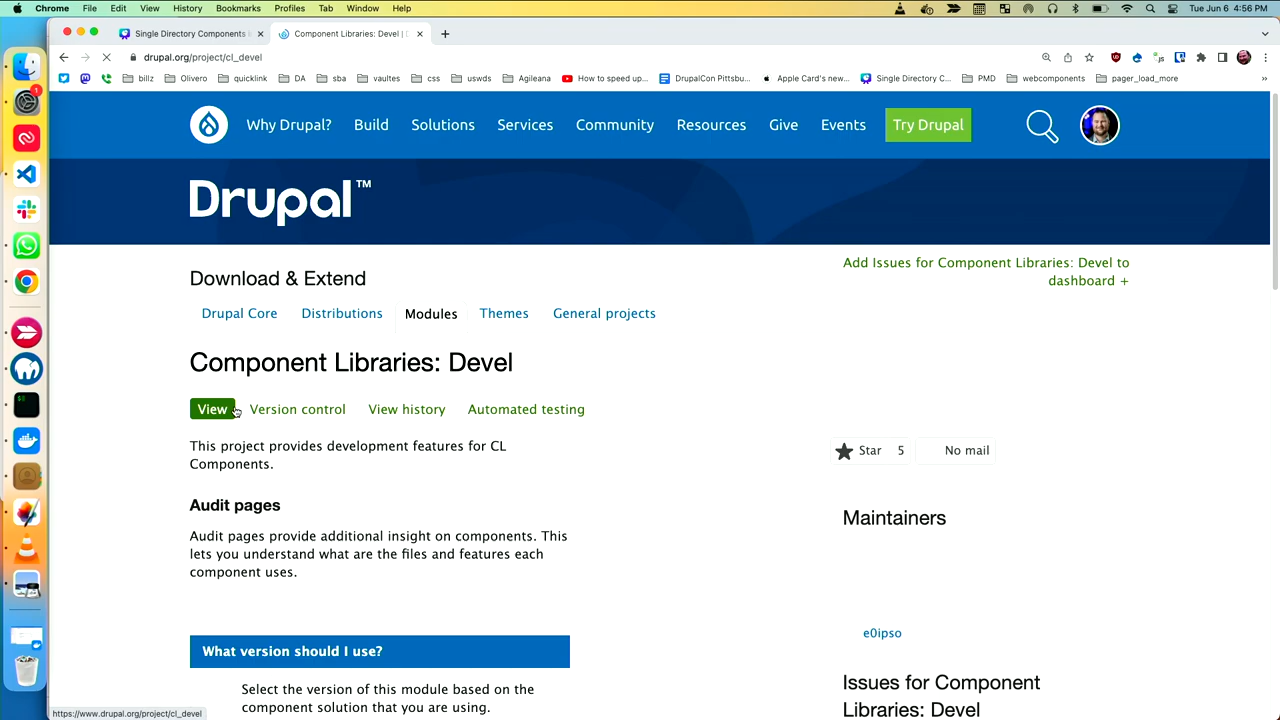 Chrome File Edit View History Bookmarks Profiles Tab Window Help
Tue Jun 6 4:56 PM
Single Directory Components
Component Libraries: Devel |
drupal.org/project/cl_devel
billz Olivero quicklink DA sba vaultes css uswds Agileana How to speed up... DrupalCon Pittsbu... Apple Card's new... Single Directory C... PMD webcomponents pager_load_more
Why Drupal? Build Solutions Services Community Resources Give Events Try Drupal
Drupal™
Add Issues for Component Libraries: Devel to
dashboard +
Download & Extend
Drupal Core Distributions Modules Themes General projects
Component Libraries: Devel
View Version control View history Automated testing
This project provides development features for CL
Components.
Star 5 No mail
Audit pages
Audit pages provide additional insight on components. This
lets you understand what are the files and features each
component uses.
Maintainers
e0ipso
What version should I use?
Select the version of this module based on the
component solution that you are using.
Issues for Component
Libraries: Devel
https://www.drupal.org/project/cl_devel